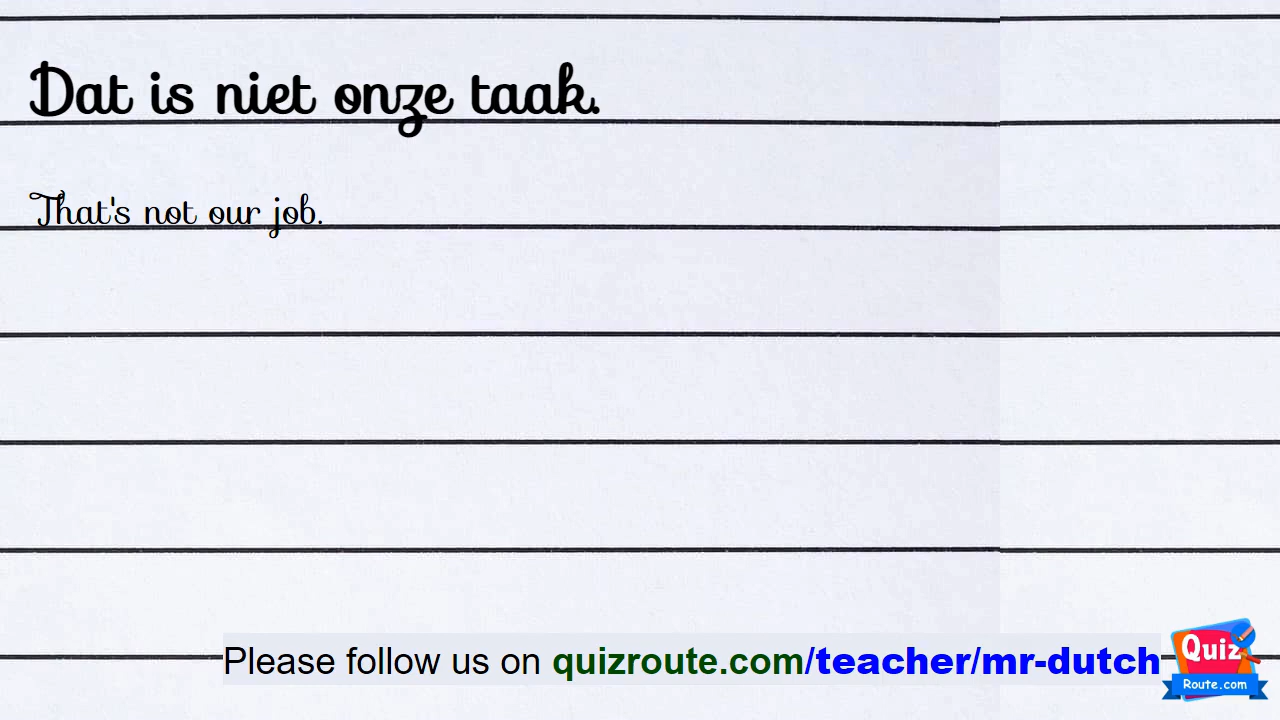 Dat is niet onze taak.
That's not our job.
Please follow us on quizroute.com/teacher/mr-dutch
Quiz
Route.com